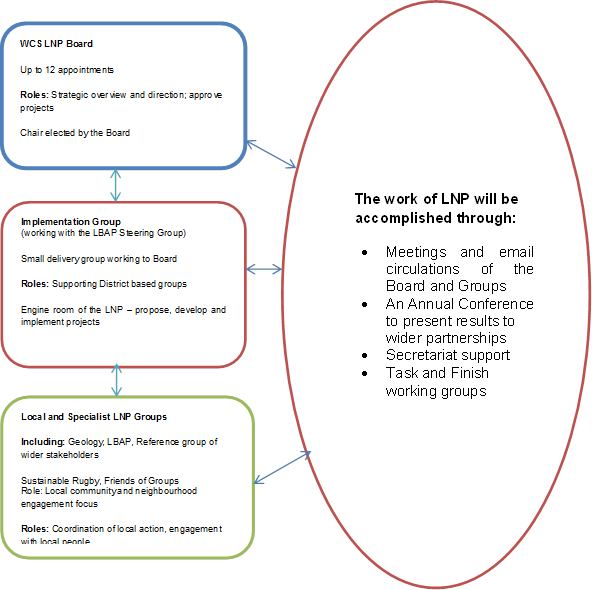 WCS LNP Board
Up to 12 appointments
Roles: Strategic overview and direction; approve
projects
Chair elected by the Board
Implementation Group
(working with the LBAP Steering Group)
Small delivery group working to Board
Roles: Supporting District based groups
Engine room of the LNP – propose, develop and
implement projects
Local and Specialist LNP Groups
Including: Geology, LBAP, Reference group of
wider stakeholders
Sustainable Rugby, Friends of Groups
Role: Local community and neighbourhood
engagement focus
Roles: Coordination of local action, engagement
with local people
The work of LNP will be
accomplished through:
• Meetings and email
circulations of the
Board and Groups
• An Annual Conference
to present results to
wider partnerships
• Secretariat support
• Task and Finish
working groups